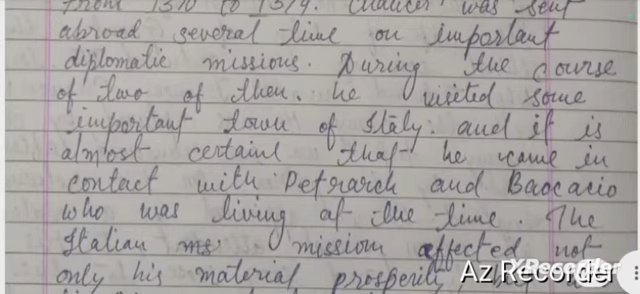 from 1370 to 1379. Chaucer was sent
abroad several time on important
diplomatic missions. During the course
of two of then. he visited some
important town of Italy. and it is
almost certain that he came in
contact with Petrarch and Baocacio
who was living at the time. The
Italian ms mission affected not
only his material prosperity
Az Recorder